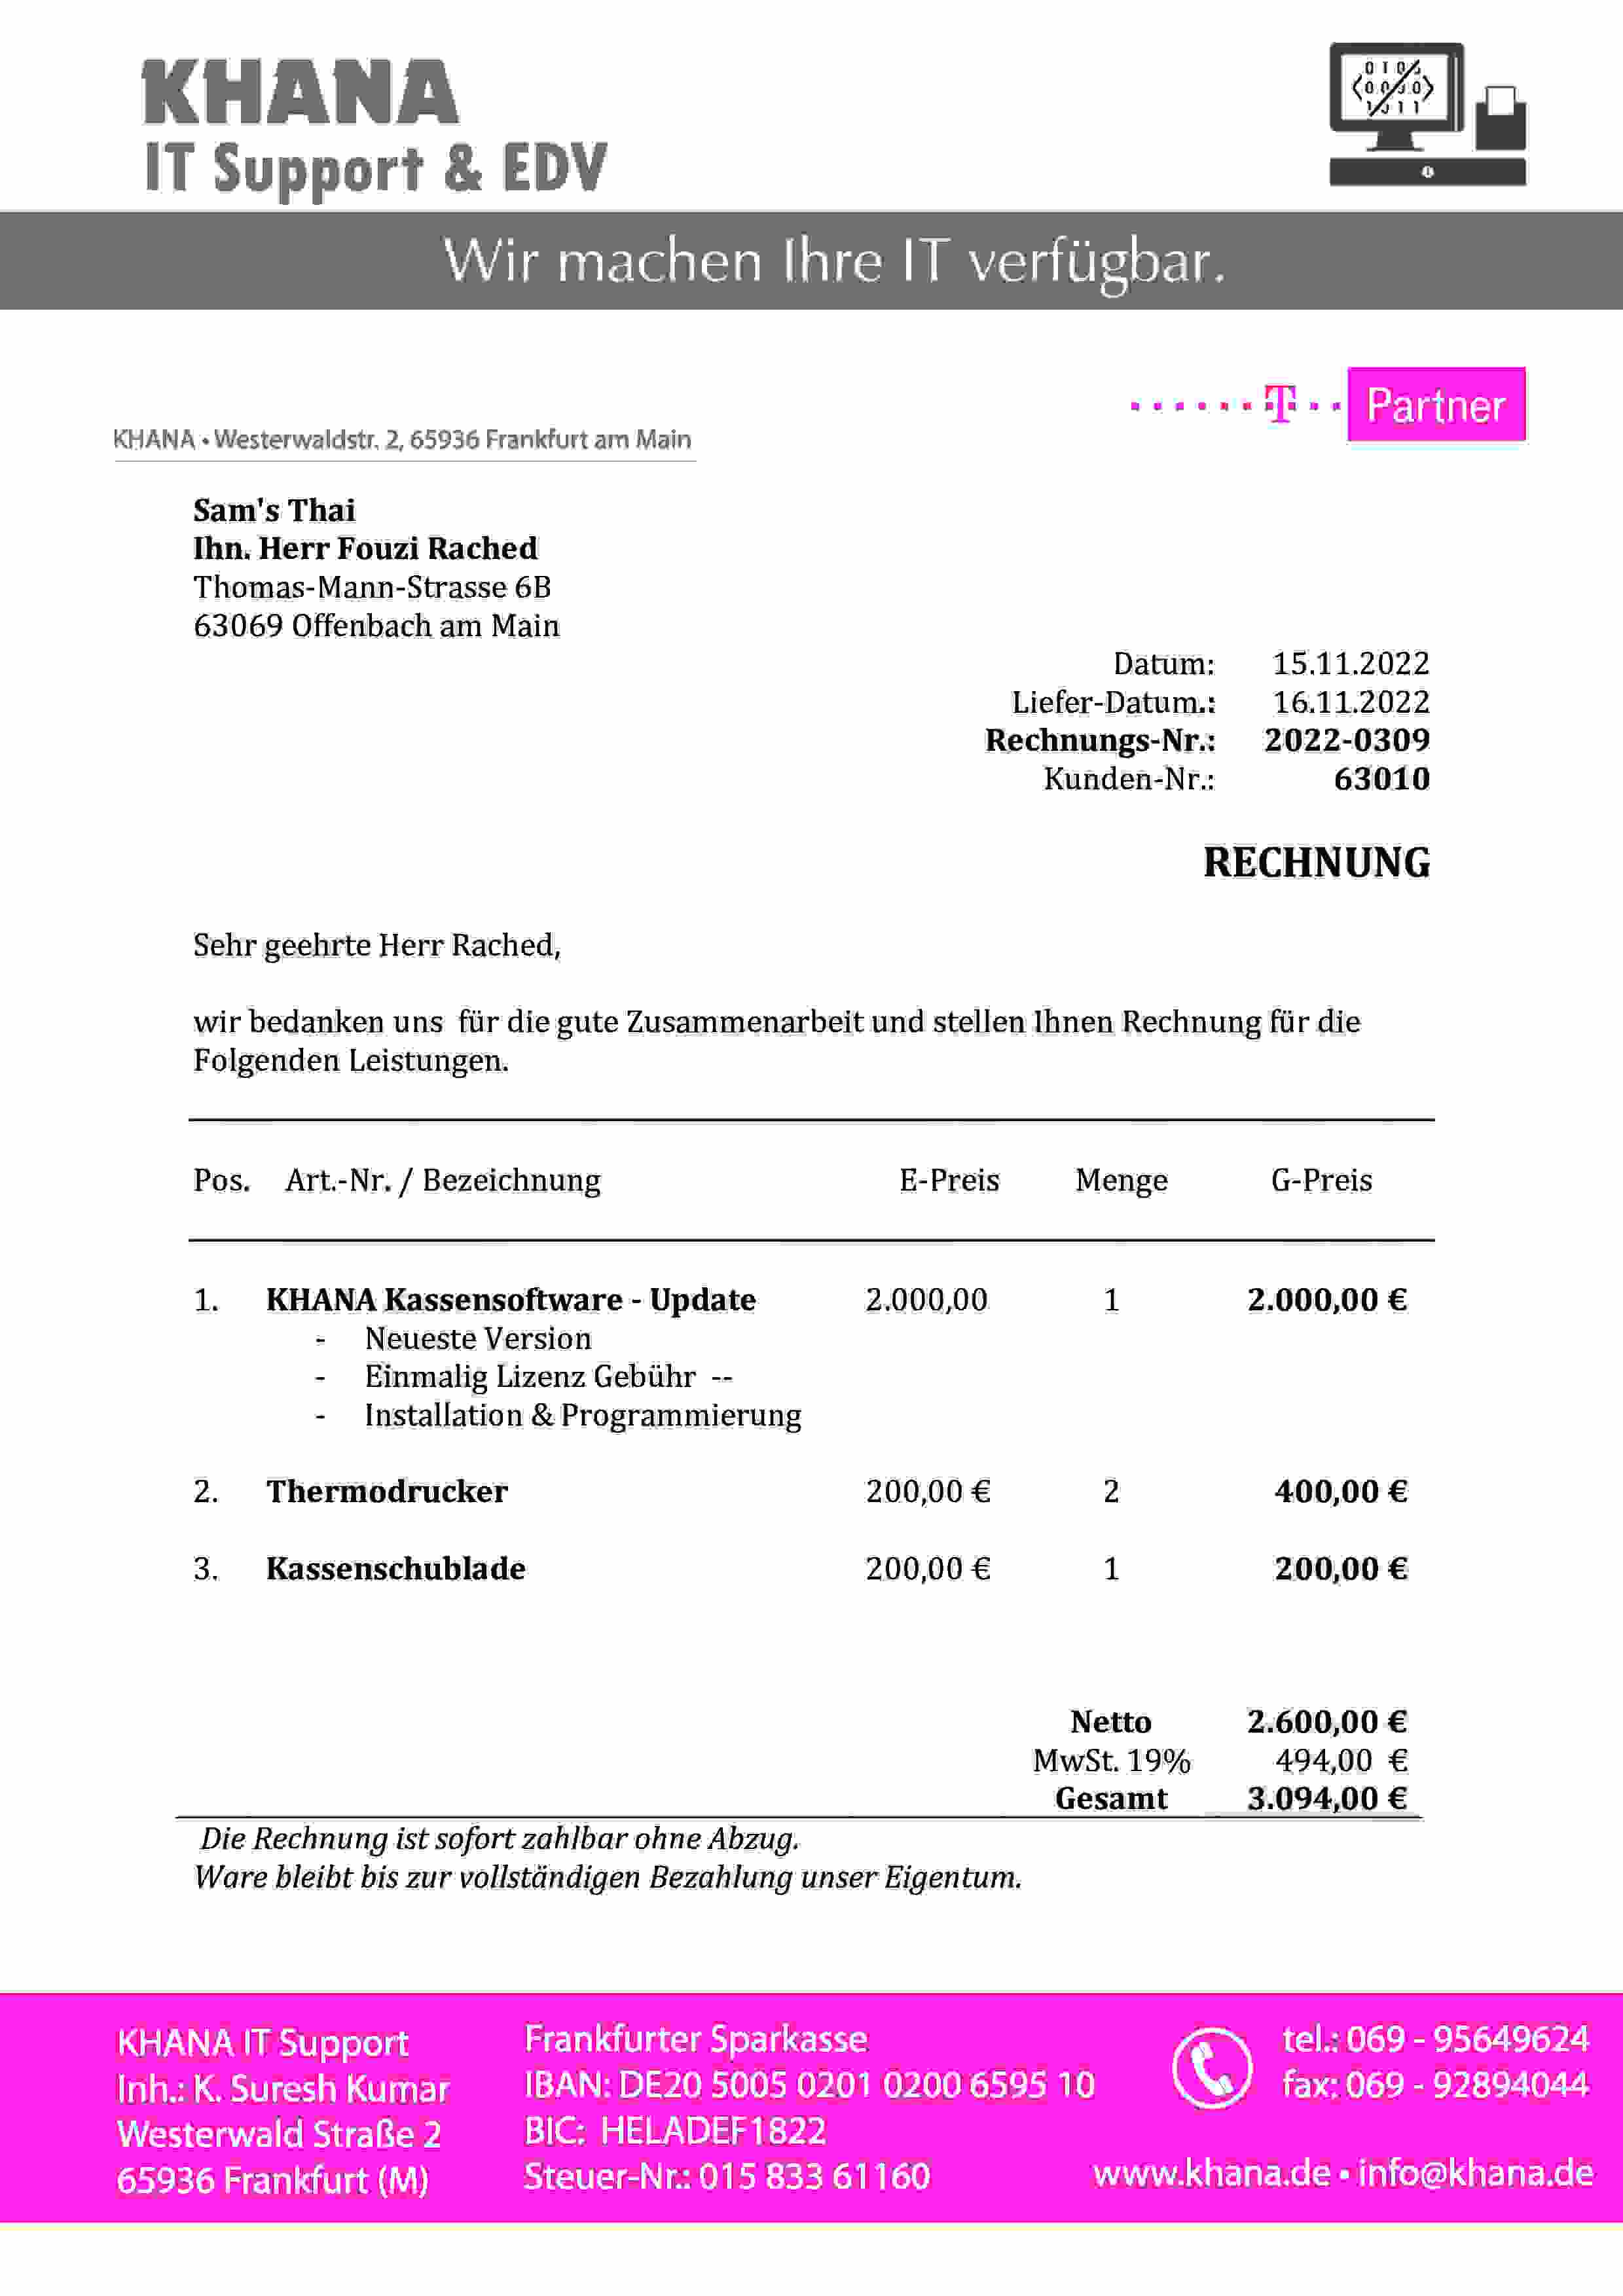 KHANA
IT Support & EDV
Wir machen Ihre IT verfügbar.
T Partner
KHANA • Westerwaldstr. 2, 65936 Frankfurt am Main
Sam's Thai
Ihn. Herr Fouzi Rached
Thomas-Mann-Strasse 6B
63069 Offenbach am Main
Datum: 15.11.2022
Liefer-Datum.: 16.11.2022
Rechnungs-Nr.: 2022-0309
Kunden-Nr.: 63010
RECHNUNG
Sehr geehrte Herr Rached,
wir bedanken uns für die gute Zusammenarbeit und stellen Ihnen Rechnung für die
Folgenden Leistungen.
Pos. Art.-Nr. / Bezeichnung E-Preis Menge G-Preis
1. KHANA Kassensoftware - Update 2.000,00 1 2.000,00 €
- Neueste Version
- Einmalig Lizenz Gebühr --
- Installation & Programmierung
2. Thermodrucker 200,00 € 2 400,00 €
3. Kassenschublade 200,00 € 1 200,00 €
Netto 2.600,00 €
MwSt. 19% 494,00 €
Gesamt 3.094,00 €
Die Rechnung ist sofort zahlbar ohne Abzug.
Ware bleibt bis zur vollständigen Bezahlung unser Eigentum.
KHANA IT Support
Inh.: K. Suresh Kumar
Westerwald Straße 2
65936 Frankfurt (M)
Frankfurter Sparkasse
IBAN: DE20 5005 0201 0200 6595 10
BIC: HELADEF1822
Steuer-Nr.: 015 833 61160
tel.: 069 - 95649624
fax: 069 - 92894044
www.khana.de • info@khana.de